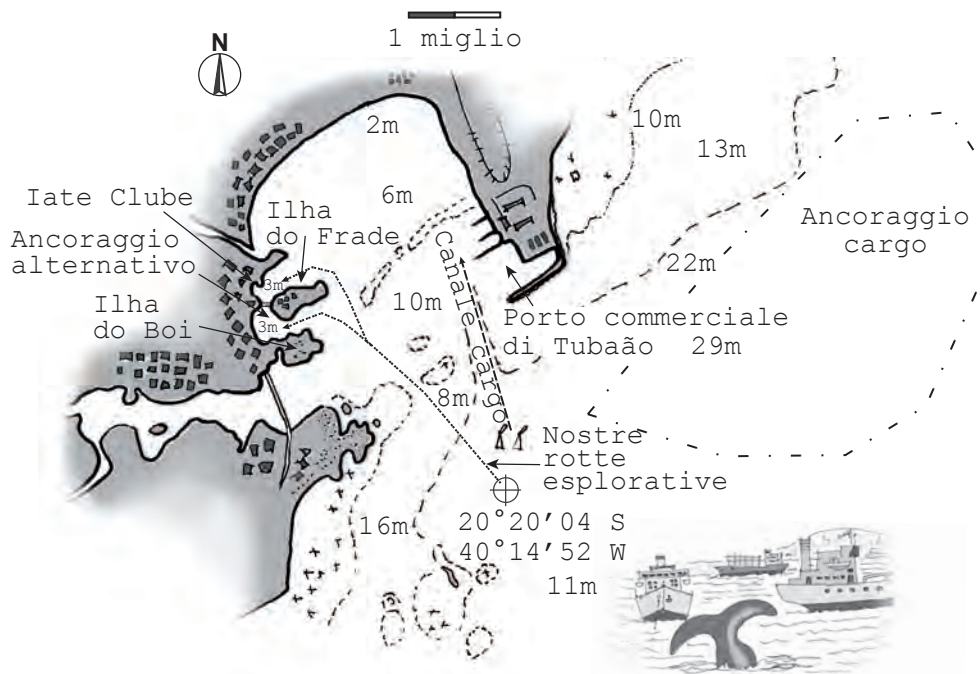 1 miglio
N
2m
10m
13m
6m
Iate Clube
Ilha
do Frade
Ancoraggio
alternativo
Ancoraggio
cargo
3m
22m
10m
Canale Cargo
Ilha
do Boi
3m
Porto commerciale
di Tubaão 29m
8m
Nostre
rotte
esplorative
16m
20°20’04 S
40°14’52 W
11m